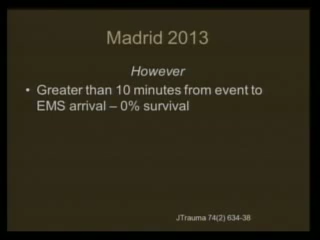 Madrid 2013
However
• Greater than 10 minutes from event to
EMS arrival – 0% survival
JTrauma 74(2) 634-38